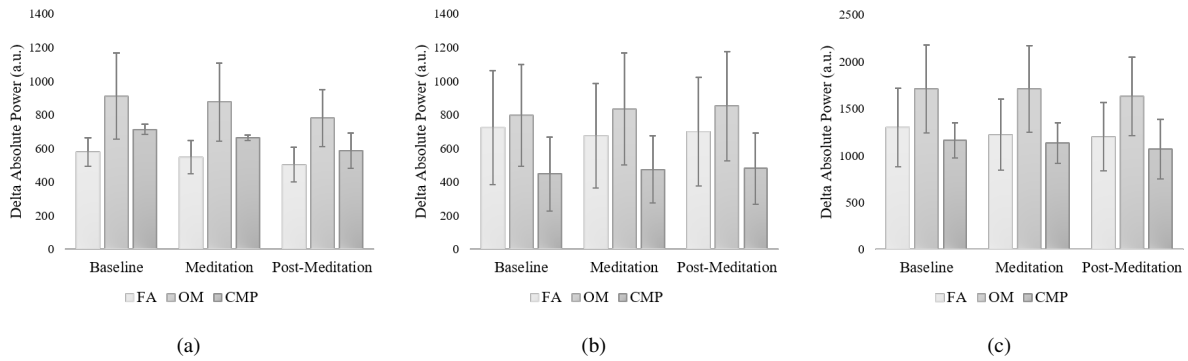 Delta Absolute Power (a.u.)
1400
1200
1000
800
600
400
200
0
Baseline Meditation Post-Meditation
FA OM CMP
(a)
Delta Absolute Power (a.u.)
1400
1200
1000
800
600
400
200
0
Baseline Meditation Post-Meditation
FA OM CMP
(b)
Delta Absolute Power (a.u.)
2500
2000
1500
1000
500
0
Baseline Meditation Post-Meditation
FA OM CMP
(c)